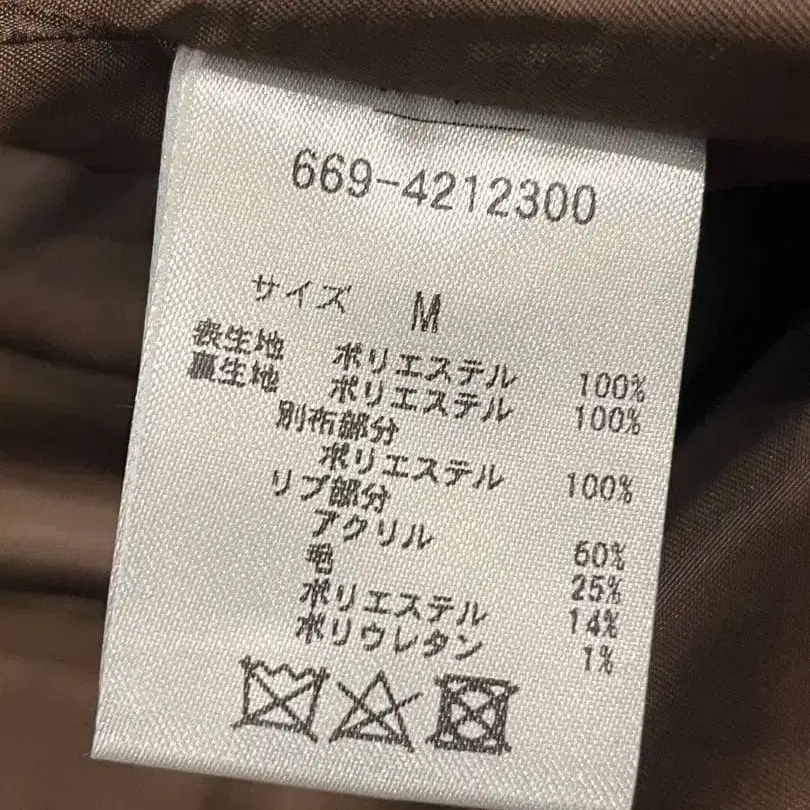 669-4212300
サイズ M
表生地 ポリエステル 100%
裏生地 ポリエステル 100%
別布部分
ポリエステル 100%
リブ部分
アクリル 60%
毛 25%
ポリエステル 14%
ポリウレタン 1%